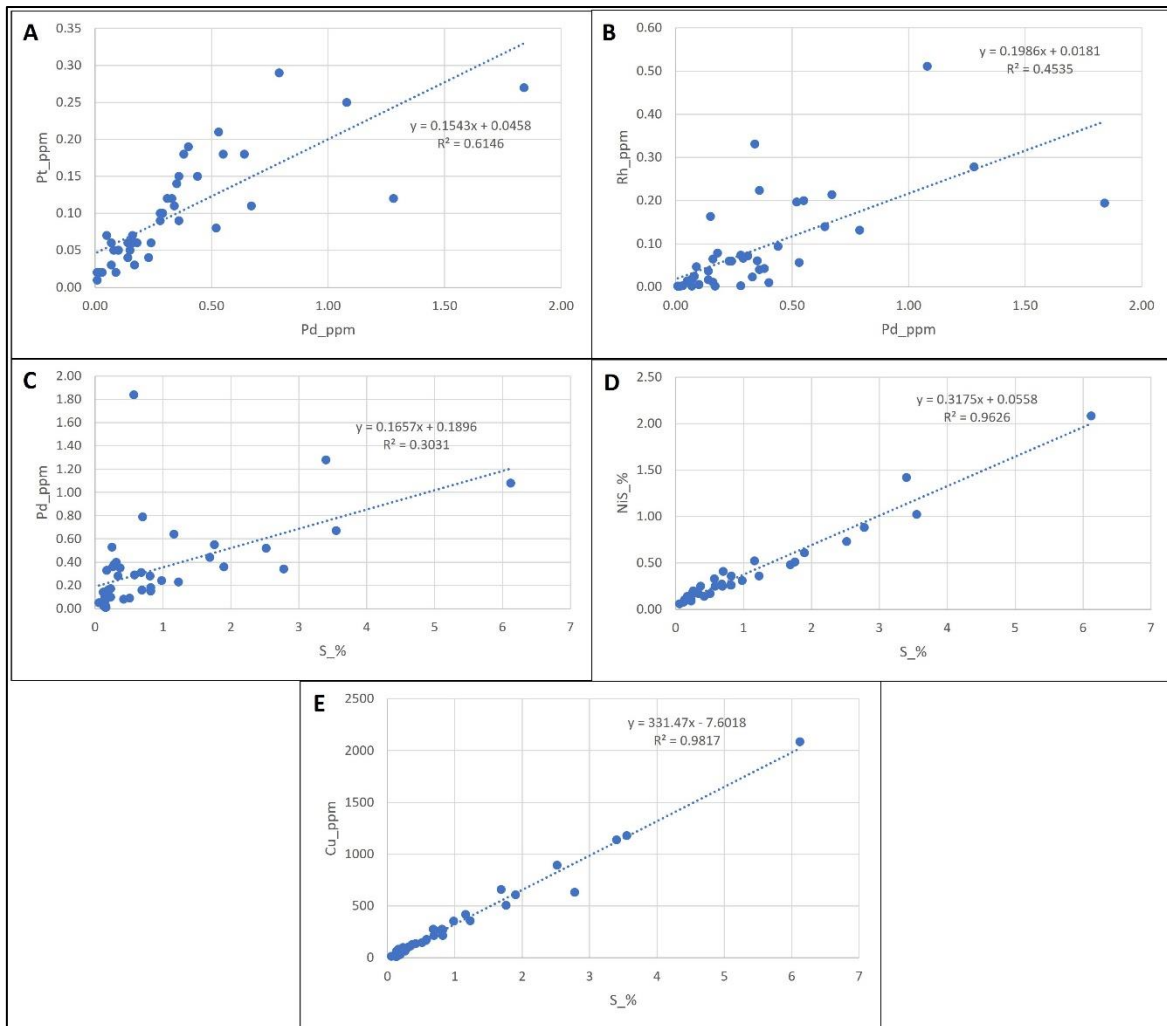 A
0.35
0.30
0.25
0.20
0.15
0.10
0.05
0.00
Pt_ppm
y = 0.1543x + 0.0458
R² = 0.6146
0.00 0.50 1.00 1.50 2.00
Pd_ppm
B
0.60
0.50
0.40
0.30
0.20
0.10
0.00
Rh_ppm
y = 0.1986x + 0.0181
R² = 0.4535
0.00 0.50 1.00 1.50 2.00
Pd_ppm
C
2.00
1.80
1.60
1.40
1.20
1.00
0.80
0.60
0.40
0.20
0.00
Pd_ppm
y = 0.1657x + 0.1896
R² = 0.3031
0 1 2 3 4 5 6 7
S_%
D
2.50
2.00
1.50
1.00
0.50
0.00
NiS_%
y = 0.3175x + 0.0558
R² = 0.9626
0 1 2 3 4 5 6 7
S_%
E
2500
2000
1500
1000
500
0
Cu_ppm
y = 331.47x - 7.6018
R² = 0.9817
0 1 2 3 4 5 6 7
S_%